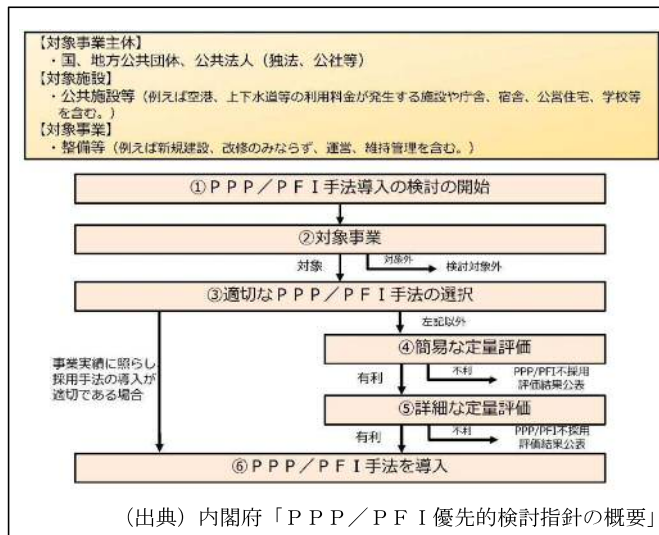 【対象事業主体】
・国、地方公共団体、公共法人（独法、公社等）
【対象施設】
・公共施設等（例えば空港、上下水道等の利用料金が発生する施設や庁舎、宿舎、公営住宅、学校等
を含む。）
【対象事業】
・整備等（例えば新規建設、改修のみならず、運営、維持管理を含む。）
①ＰＰＰ／ＰＦＩ手法導入の検討の開始
②対象事業
対象
対象外
検討対象外
③適切なＰＰＰ／ＰＦＩ手法の選択
左記以外
事業実績に照らし、
採用手法の導入が
適切である場合
④簡易な定量評価
有利
不利
PPP/PFI不採用
評価結果公表
⑤詳細な定量評価
有利
不利
PPP/PFI不採用
評価結果公表
⑥ＰＰＰ／ＰＦＩ手法を導入
（出典）内閣府「ＰＰＰ／ＰＦＩ優先的検討指針の概要」